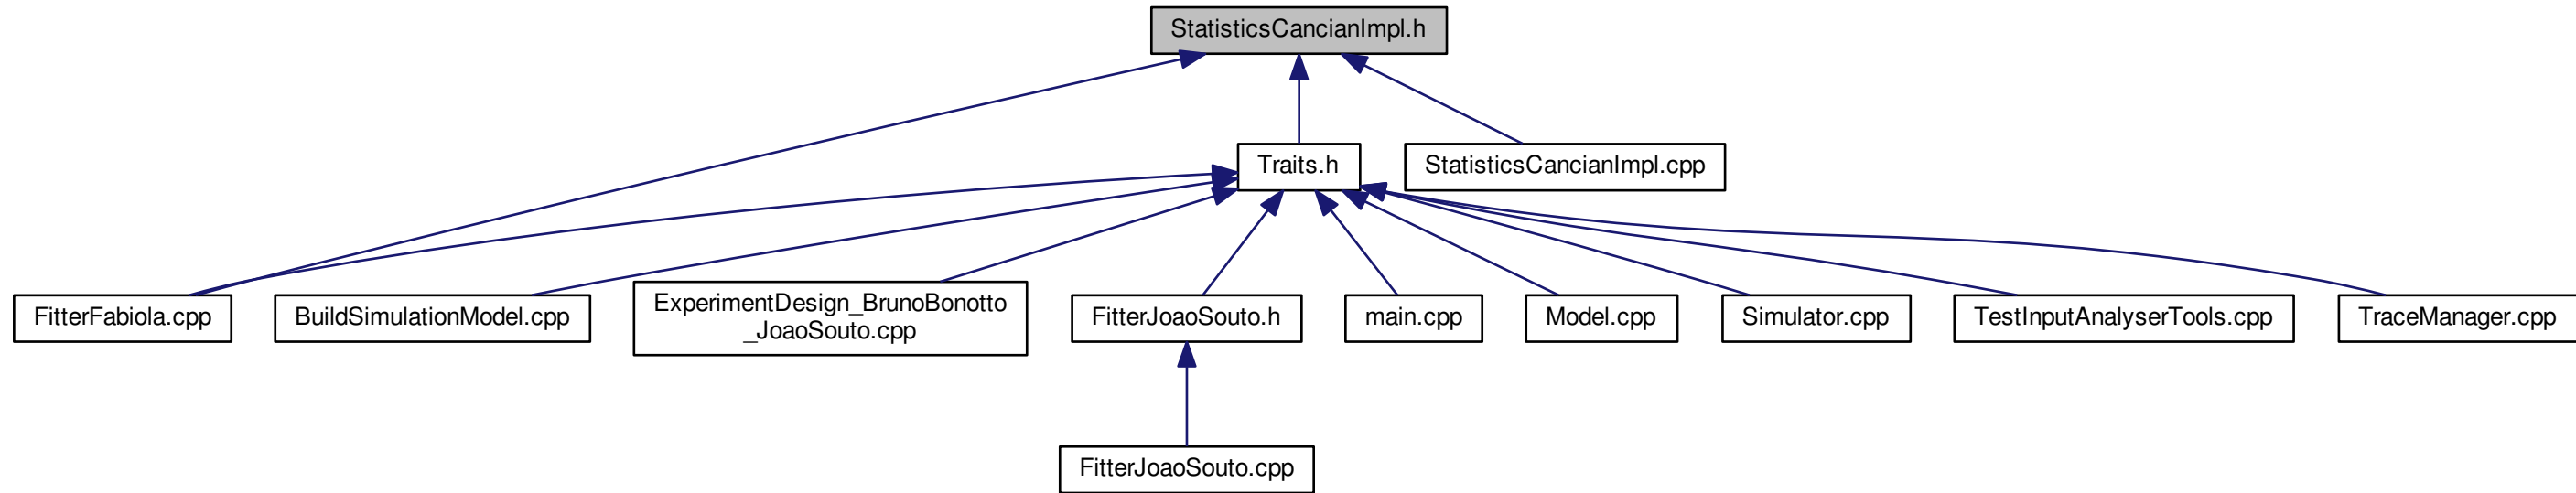 StatisticsCancianImpl.h
Traits.h
StatisticsCancianImpl.cpp
FitterFabiola.cpp
BuildSimulationModel.cpp
ExperimentDesign_BrunoBonotto
_JoaoSouto.cpp
FitterJoaoSouto.h
main.cpp
Model.cpp
Simulator.cpp
TestInputAnalyserTools.cpp
TraceManager.cpp
FitterJoaoSouto.cpp